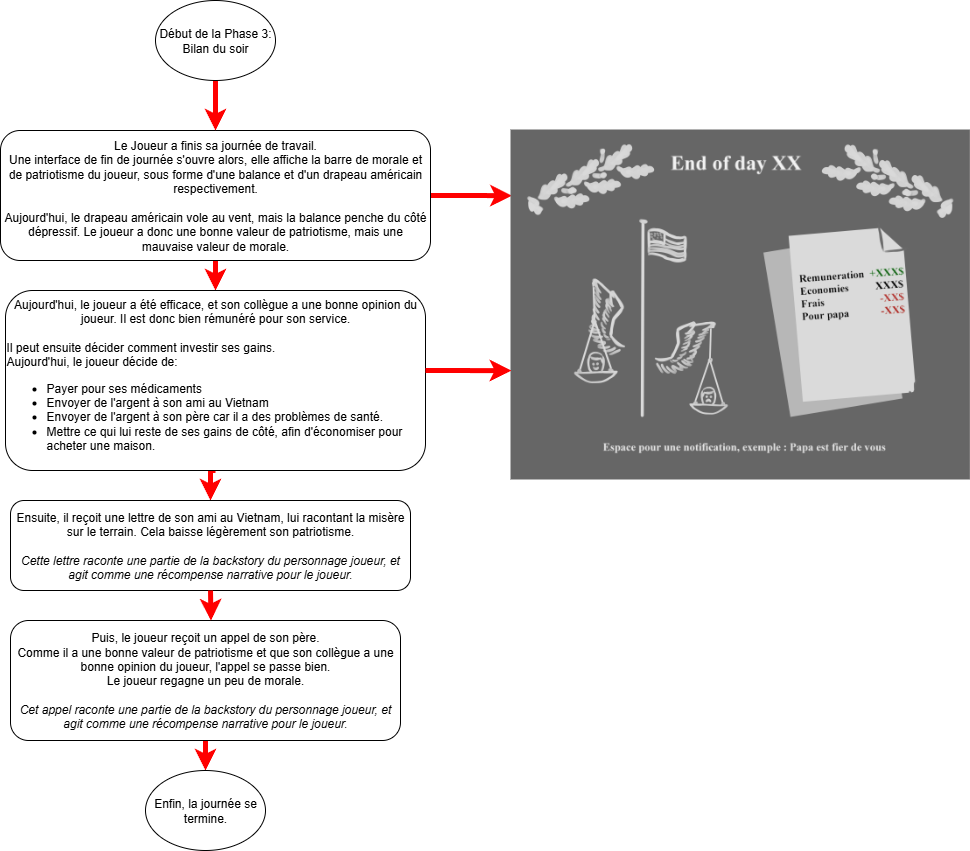 Début de la Phase 3:
Bilan du soir
Le Joueur a finis sa journée de travail.
Une interface de fin de journée s'ouvre alors, elle affiche la barre de morale et
de patriotisme du joueur, sous forme d'une balance et d'un drapeau américain
respectivement.
Aujourd'hui, le drapeau américain vole au vent, mais la balance penche du côté
dépressif. Le joueur a donc une bonne valeur de patriotisme, mais une
mauvaise valeur de morale.
End of day XX
Remuneration +XXX$
Economies XXX$
Frais -XX$
Pour papa -XX$
Espace pour une notification, exemple : Papa est fier de vous
Aujourd'hui, le joueur a été efficace, et son collègue a une bonne opinion du
joueur. Il est donc bien rémunéré pour son service.
Il peut ensuite décider comment investir ses gains.
Aujourd'hui, le joueur décide de:
• Payer pour ses médicaments
• Envoyer de l'argent à son ami au Vietnam
• Envoyer de l'argent à son père car il a des problèmes de santé.
• Mettre ce qui lui reste de ses gains de côté, afin d'économiser pour
acheter une maison.
Ensuite, il reçoit une lettre de son ami au Vietnam, lui racontant la misère
sur le terrain. Cela baisse légèrement son patriotisme.
Cette lettre raconte une partie de la backstory du personnage joueur, et
agit comme une récompense narrative pour le joueur.
Puis, le joueur reçoit un appel de son père.
Comme il a une bonne valeur de patriotisme et que son collègue a une
bonne opinion du joueur, l'appel se passe bien.
Le joueur regagne un peu de morale.
Cet appel raconte une partie de la backstory du personnage joueur, et
agit comme une récompense narrative pour le joueur.
Enfin, la journée se
termine.